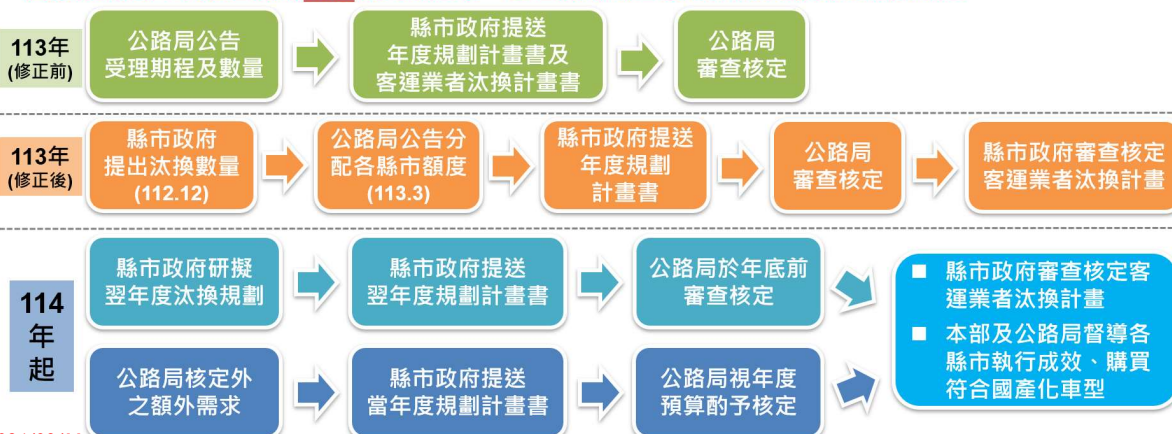 113年
(修正前)
公路局公告
受理期程及數量
縣市政府提送
年度規劃計畫書及
客運業者汰換計畫書
公路局
審查核定
113年
(修正後)
縣市政府
提出汰換數量
(112.12)
公路局公告分
配各縣市額度
(113.3)
縣市政府提送
年度規劃
計畫書
公路局
審查核定
縣市政府審查核定
客運業者汰換計畫
114
年
起
縣市政府研擬
翌年度汰換規劃
縣市政府提送
翌年度規劃計畫書
公路局於年底前
審查核定
公路局核定外
之額外需求
縣市政府提送
當年度規劃計畫書
公路局視年度
預算酌予核定
■ 縣市政府審查核定客
運業者汰換計畫
■ 本部及公路局督導各
縣市執行成效、購買
符合國產化車型